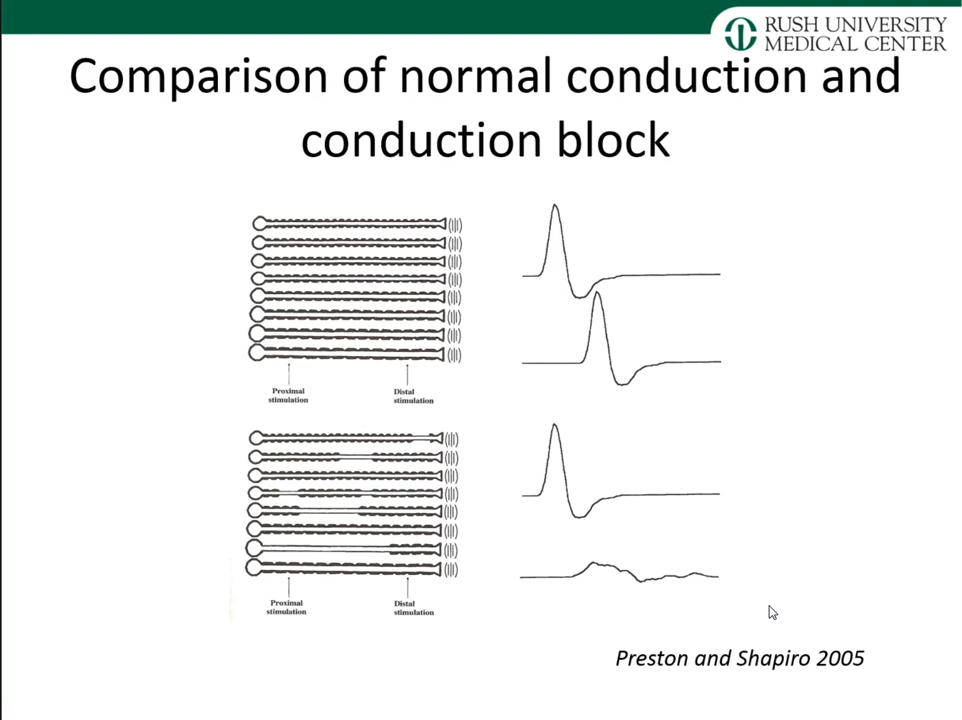 RUSH UNIVERSITY
MEDICAL CENTER
Comparison of normal conduction and
conduction block
Proximal
stimulation
Distal
stimulation
Proximal
stimulation
Distal
stimulation
Preston and Shapiro 2005